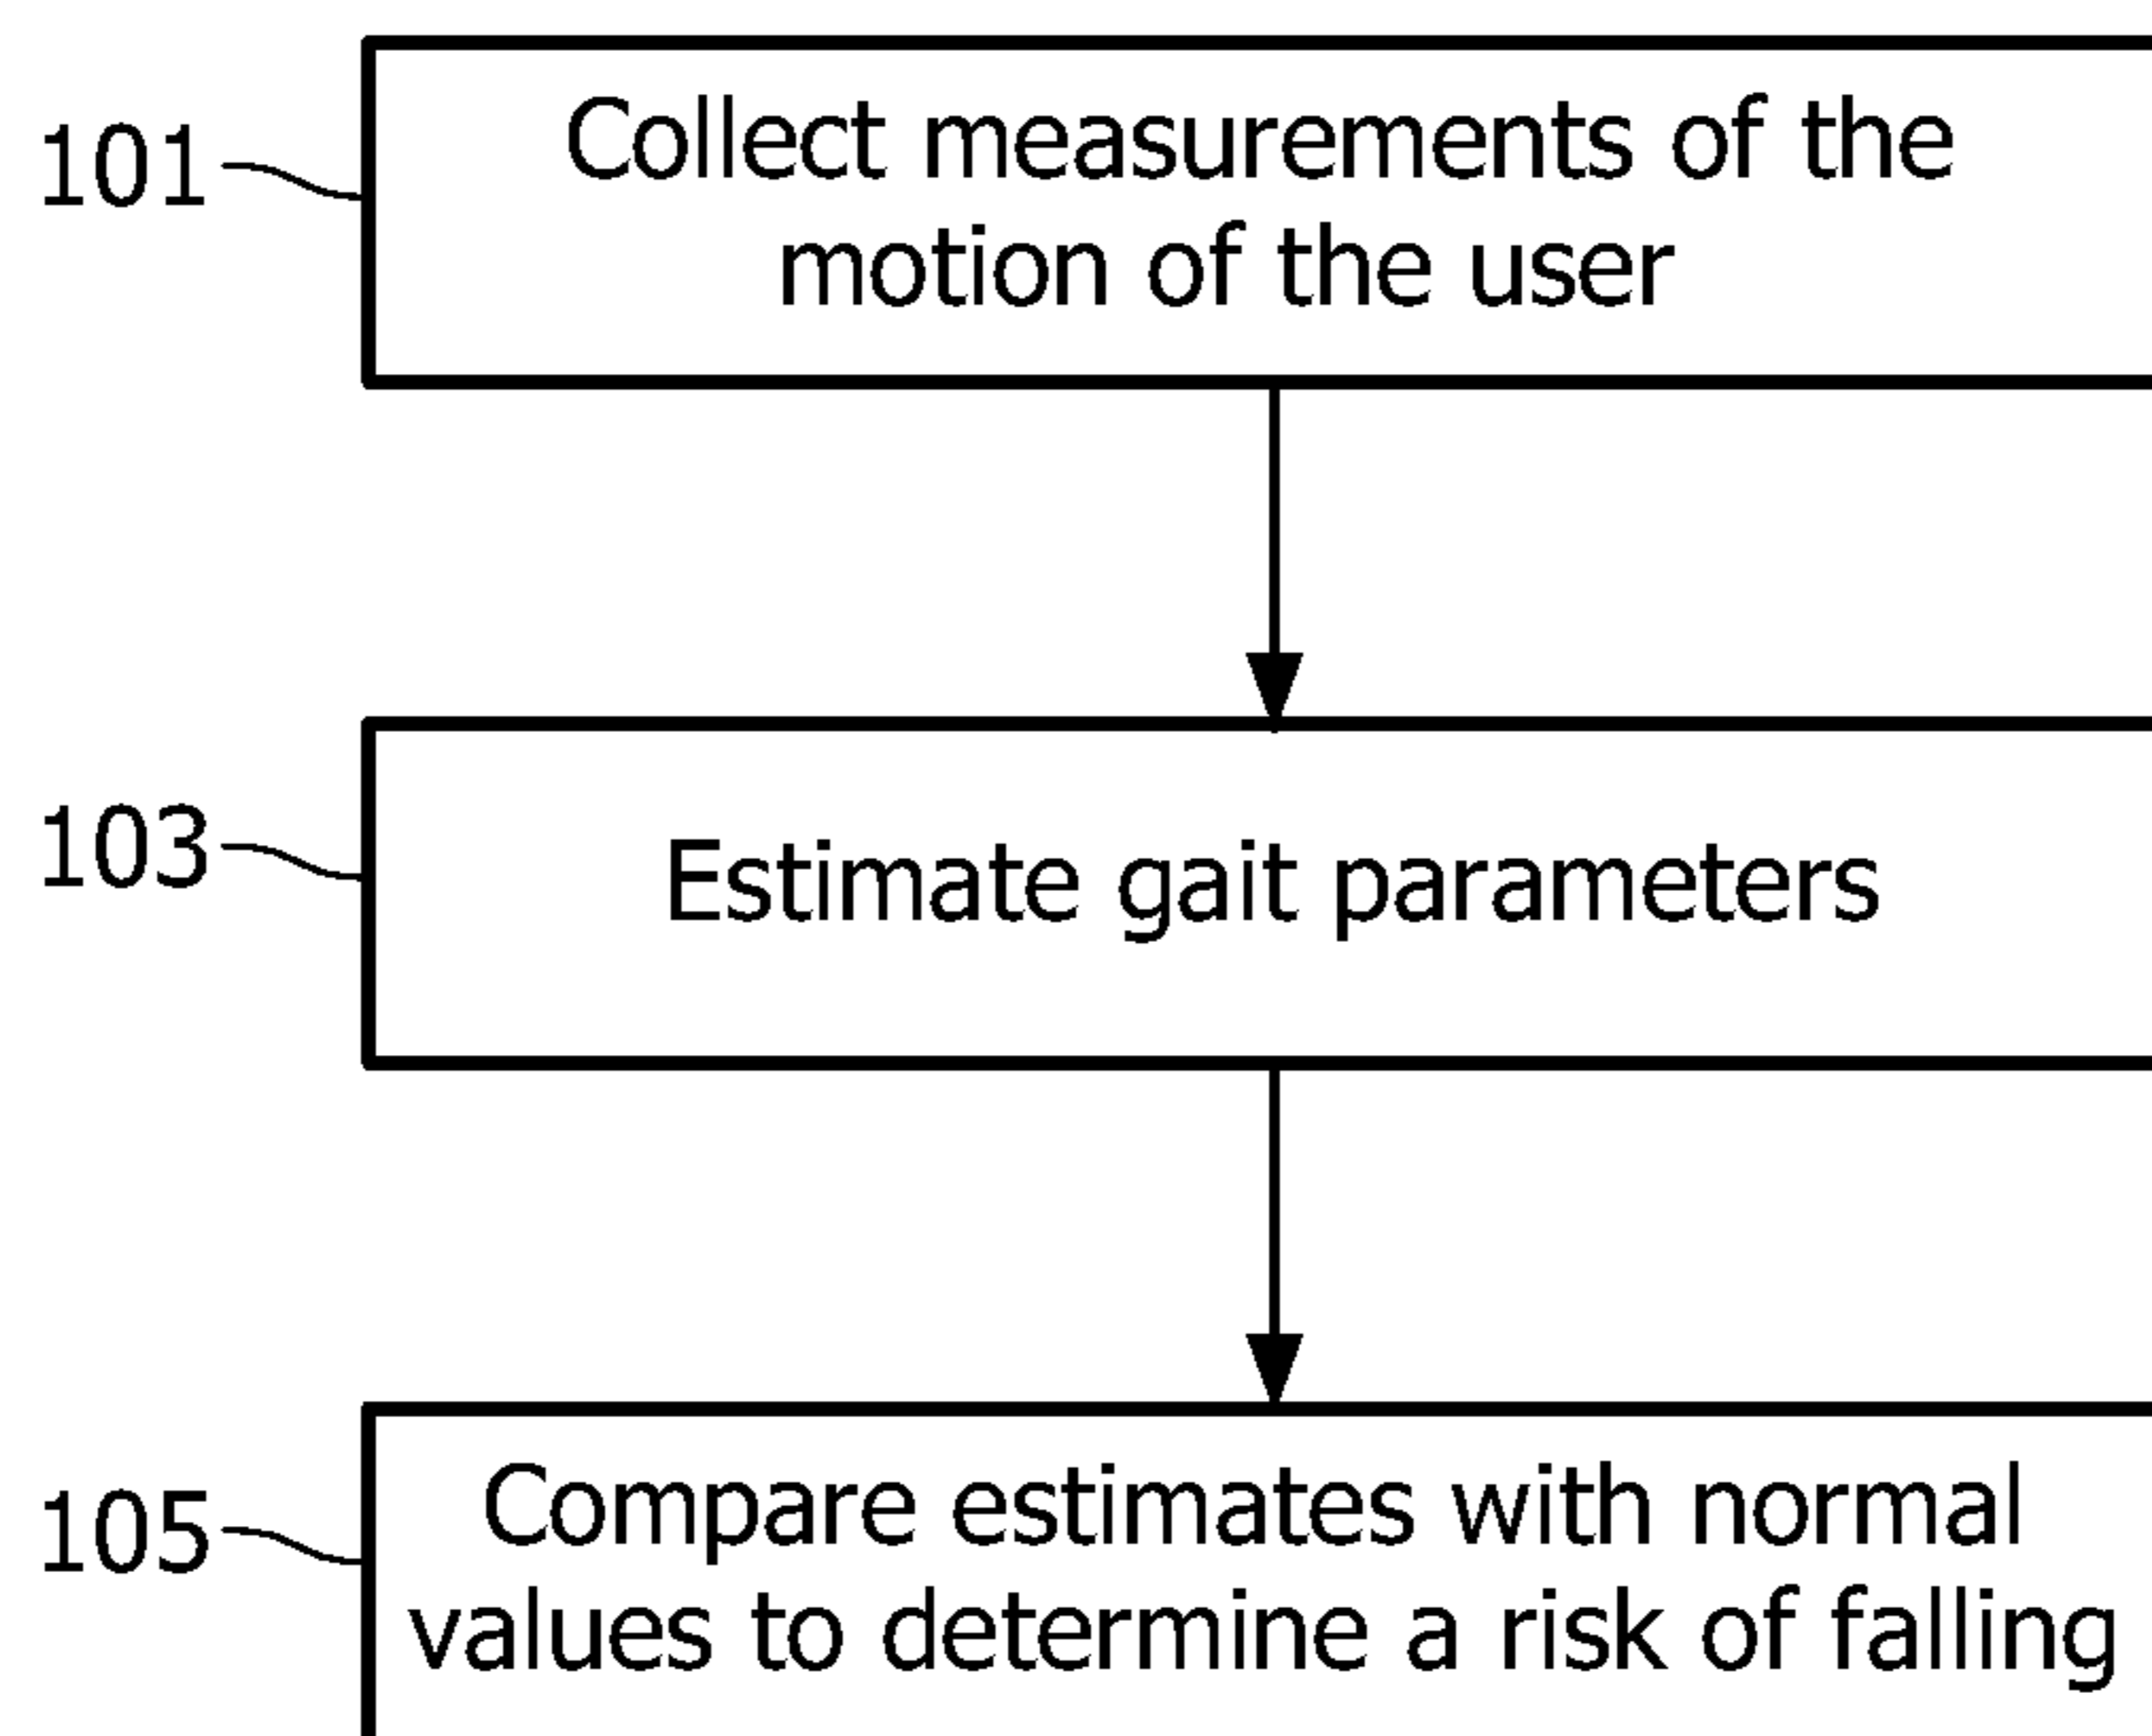 101
Collect measurements of the
motion of the user
103
Estimate gait parameters
105
Compare estimates with normal
values to determine a risk of falling